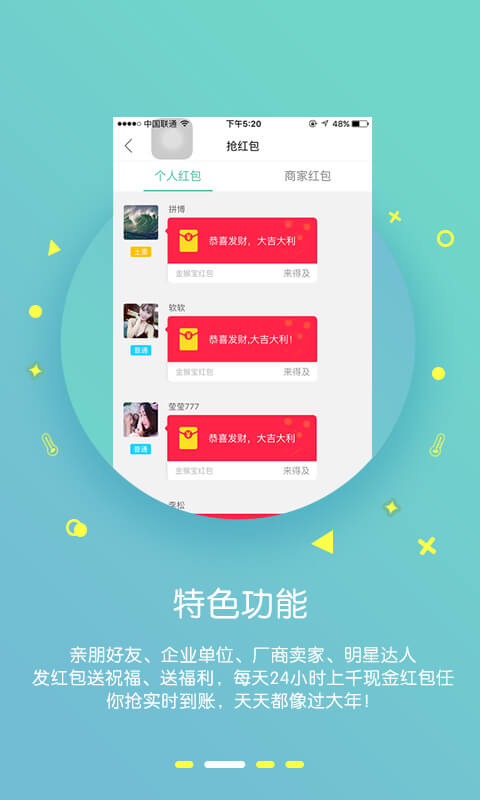 中国联通 下午5:20 48%
抢红包
个人红包 商家红包
拼博
恭喜发财，大吉大利
土豪
金猴宝红包 来得及
软软
恭喜发财,大吉大利！
普通
金猴宝红包 来得及
莹莹777
恭喜发财，大吉大利
普通
金猴宝红包 来得及
李松
特色功能
亲朋好友、企业单位、厂商卖家、明星达人
发红包送祝福、送福利，每天24小时上千现金红包任
你抢实时到账，天天都像过大年！